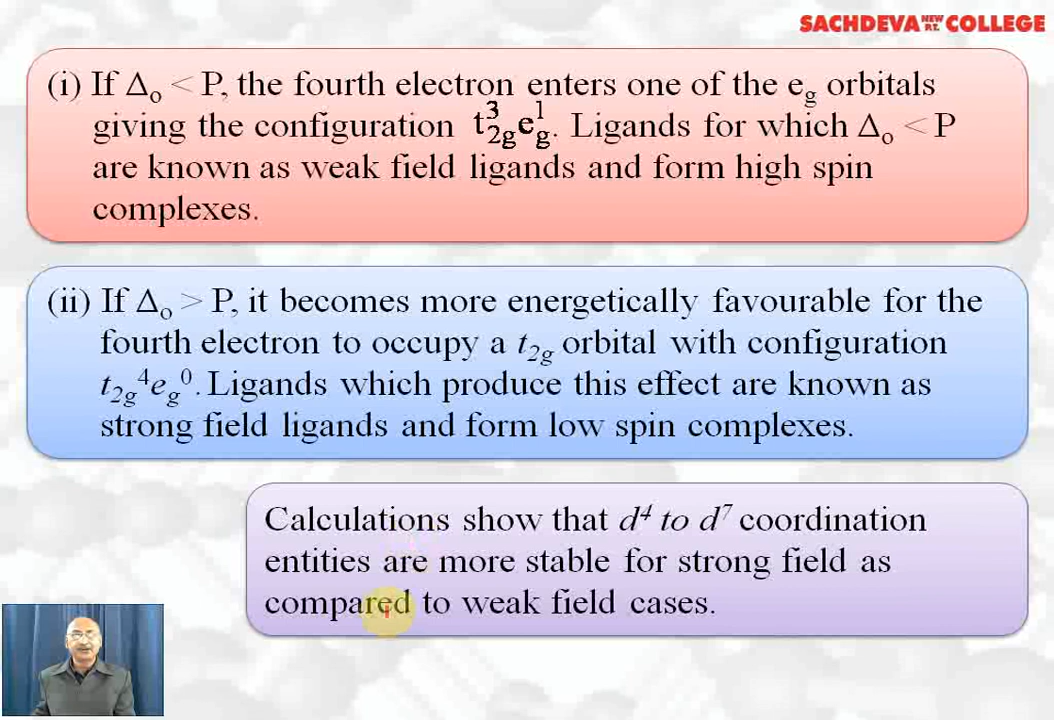 SACHDEVA NEW P.T. COLLEGE
(i) If Δₒ < P, the fourth electron enters one of the e_g orbitals
giving the configuration t³₂g e¹g. Ligands for which Δₒ < P
are known as weak field ligands and form high spin
complexes.
(ii) If Δₒ > P, it becomes more energetically favourable for the
fourth electron to occupy a t₂g orbital with configuration
t₂g⁴e_g⁰. Ligands which produce this effect are known as
strong field ligands and form low spin complexes.
Calculations show that d⁴ to d⁷ coordination
entities are more stable for strong field as
compared to weak field cases.